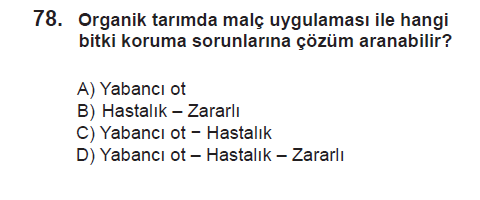 78. Organik tarımda malç uygulaması ile hangi
bitki koruma sorunlarına çözüm aranabilir?
A) Yabancı ot
B) Hastalık – Zararlı
C) Yabancı ot − Hastalık
D) Yabancı ot – Hastalık – Zararlı